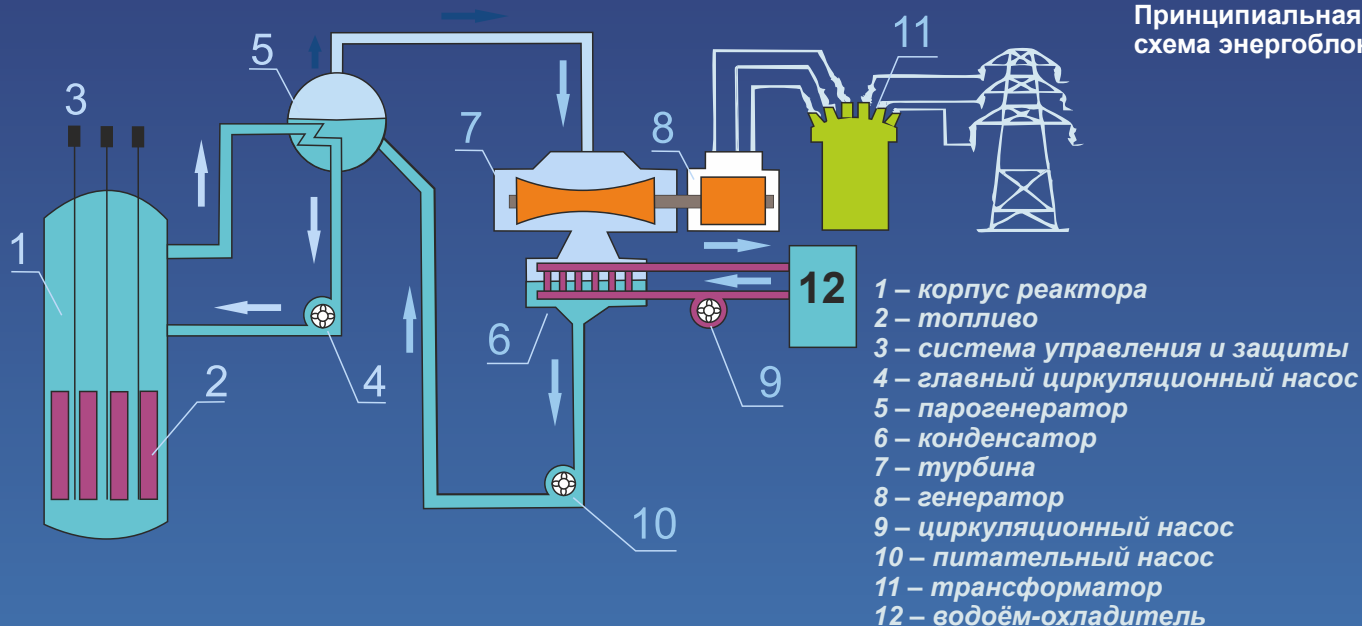 Принципиальная
схема энергоблок
11
5
3
7
8
1
12
6
2
4
9
10
1 – корпус реактора
2 – топливо
3 – система управления и защиты
4 – главный циркуляционный насос
5 – парогенератор
6 – конденсатор
7 – турбина
8 – генератор
9 – циркуляционный насос
10 – питательный насос
11 – трансформатор
12 – водоём-охладитель